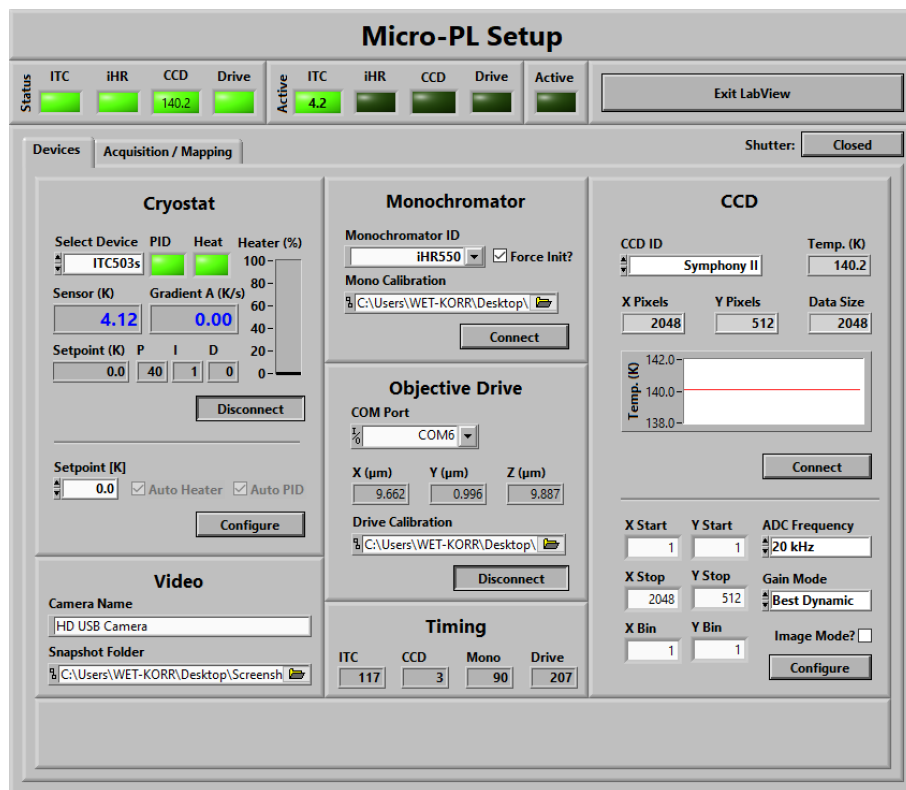 Micro-PL Setup
Status ITC iHR CCD Drive Active ITC iHR CCD Drive Active
140.2 4.2
Exit LabView
Devices Acquisition / Mapping
Shutter: Closed
Cryostat
Select Device PID Heat Heater (%)
ITC503s
100
80
60
40
20
0
Sensor (K) Gradient A (K/s)
4.12 0.00
Setpoint (K) P I D
0.0 40 1 0
Disconnect
Setpoint [K]
0.0 Auto Heater Auto PID
Configure
Video
Camera Name
HD USB Camera
Snapshot Folder
C:\Users\WET-KORR\Desktop\Screensh
Monochromator
Monochromator ID
iHR550 Force Init?
Mono Calibration
C:\Users\WET-KORR\Desktop\
Connect
Objective Drive
COM Port
I/O COM6
X (µm) Y (µm) Z (µm)
9.662 0.996 9.887
Drive Calibration
C:\Users\WET-KORR\Desktop\
Disconnect
Timing
ITC CCD Mono Drive
117 3 90 207
CCD
CCD ID Temp. (K)
Symphony II 140.2
X Pixels Y Pixels Data Size
2048 512 2048
Temp. (K)
142.0
140.0
138.0
Connect
X Start Y Start ADC Frequency
1 1 20 kHz
X Stop Y Stop Gain Mode
2048 512 Best Dynamic
X Bin Y Bin Image Mode?
1 1
Configure